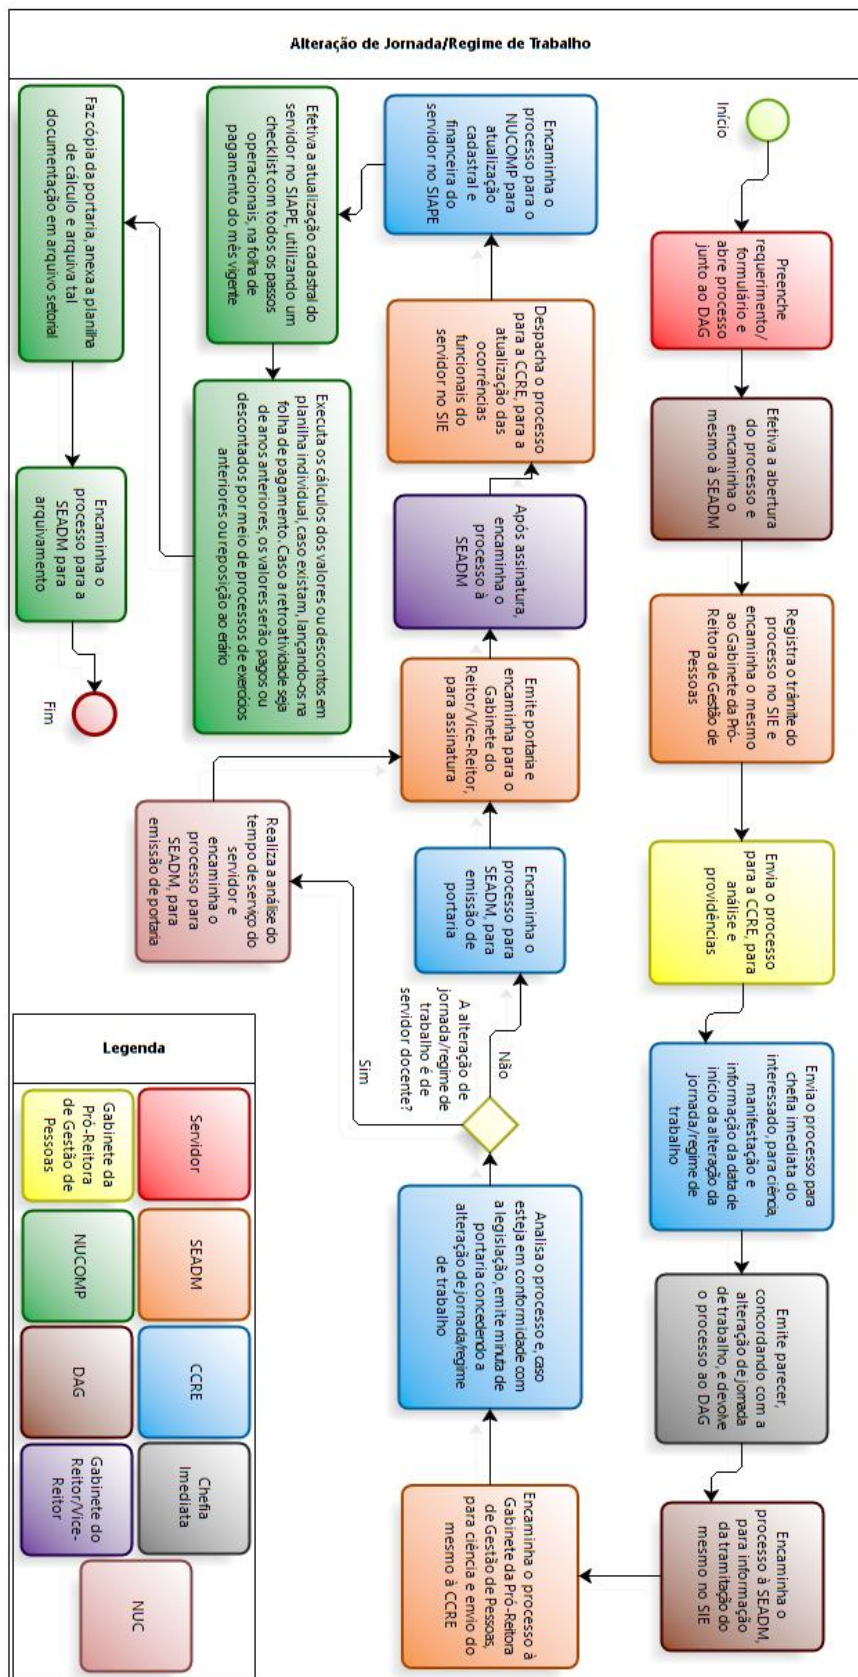 Alteração de Jornada/Regime de Trabalho
Início
Preenche
requerimento/
formulário e
abre processo
junto ao DAG
Efetiva a abertura
do processo e
encaminha o
mesmo à SEADM
Registra o trâmite do
processo no SIE e
encaminha o mesmo
ao Gabinete da Pró-
Reitora de Gestão de
Pessoas
Envia o processo
para a CCRE, para
análise e
providências
Envia o processo para
chefia imediata do
interessado, para ciência,
manifestação e
informação da data de
início da alteração da
jornada/regime de
trabalho
Emite parecer,
concordando com a
alteração de jornada
de trabalho, e devolve
o processo ao DAG
Encaminha o
processo à SEADM,
para informação
da tramitação do
mesmo no SIE
Encaminha o processo à
Gabinete da Pró-Reitora
de Gestão de Pessoas,
para ciência e envio do
mesmo à CCRE
Analisa o processo e, caso
esteja em conformidade com
a legislação, emite minuta de
portaria concedendo a
alteração de jornada/regime
de trabalho
A alteração de
jornada/regime de
trabalho é de
servidor docente?
Não
Sim
Encaminha o
processo para
SEADM, para
emissão de
portaria
Realiza a análise do
tempo de serviço do
servidor e
encaminha o
processo para
SEADM, para
emissão de portaria
Emite portaria e
encaminha para o
Gabinete do
Reitor/Vice-Reitor,
para assinatura
Após assinatura,
encaminha o
processo à
SEADM
Despacha o processo
para a CCRE, para a
atualização das
ocorrências
funcionais do
servidor no SIE
Encaminha o
processo para o
NUCOMP para
atualização
cadastral e
financeira do
servidor no SIAPE
Efetiva a atualização cadastral do
servidor no SIAPE, utilizando um
checklist com todos os passos
operacionais, na folha de
pagamento do mês vigente
Executa os cálculos dos valores ou descontos em
planilha individual, caso existam, lançando-os na
folha de pagamento. Caso a retroatividade seja
de anos anteriores, os valores serão pagos ou
descontados por meio de processos de exercícios
anteriores ou reposição ao erário
Faz cópia da portaria, anexa a planilha
de cálculo e arquiva tal
documentação em arquivo setorial
Encaminha o
processo para a
SEADM para
arquivamento
Fim
Legenda
Servidor
SEADM
CCRE
Chefia
Imediata
NUC
Gabinete da
Pró-Reitora
de Gestão de
Pessoas
NUCOMP
DAG
Gabinete do
Reitor/Vice-
Reitor